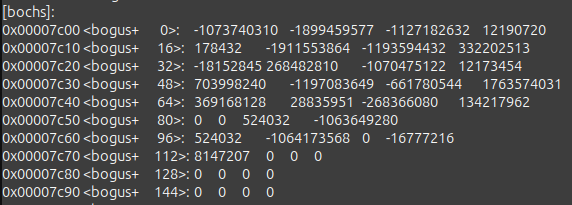 [bochs]:
0x00007c00 <bogus+ 0>: -1073740310 -1899459577 -1127182632 12190720
0x00007c10 <bogus+ 16>: 178432 -1911553864 -1193594432 332202513
0x00007c20 <bogus+ 32>: -18152845 268482810 -1070475122 12173454
0x00007c30 <bogus+ 48>: 703998240 -1197083649 -661780544 1763574031
0x00007c40 <bogus+ 64>: 369168128 28835951 -268366080 134217962
0x00007c50 <bogus+ 80>: 0 0 524032 -1063649280
0x00007c60 <bogus+ 96>: 524032 -1064173568 0 -16777216
0x00007c70 <bogus+ 112>: 8147207 0 0 0
0x00007c80 <bogus+ 128>: 0 0 0 0
0x00007c90 <bogus+ 144>: 0 0 0 0